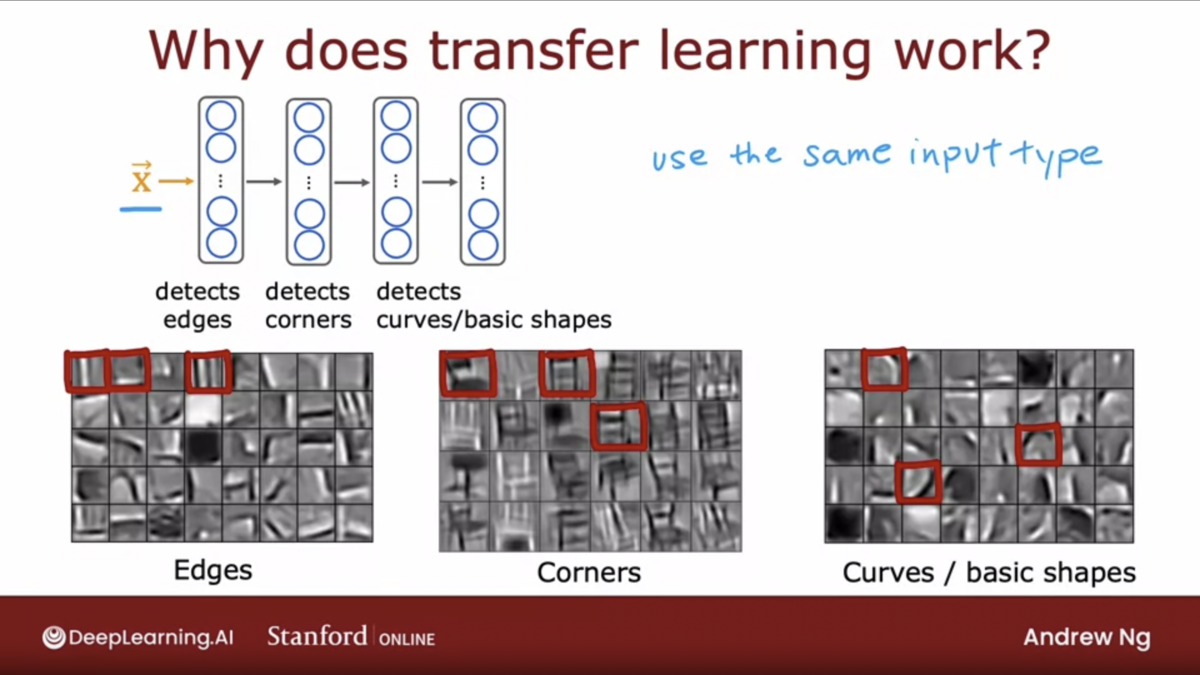 Why does transfer learning work?
x
use the same input type
detects edges
detects corners
detects curves/basic shapes
Edges
Corners
Curves / basic shapes
DeepLearning.AI
Stanford ONLINE
Andrew Ng